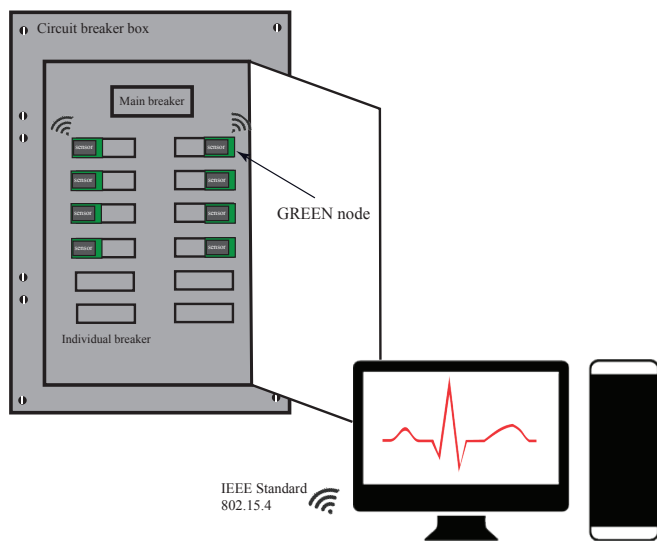 Circuit breaker box
Main breaker
sensor
sensor
sensor
sensor
sensor
sensor
sensor
sensor
GREEN node
Individual breaker
IEEE Standard
802.15.4